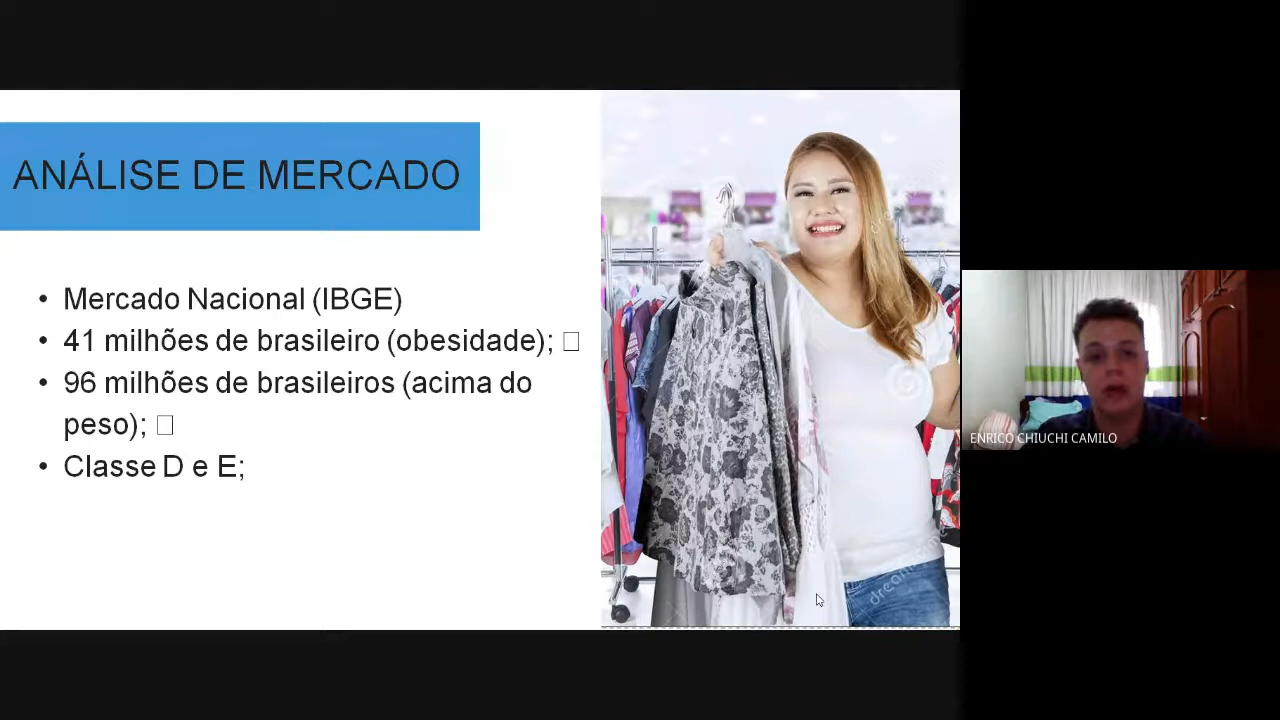 ANÁLISE DE MERCADO
• Mercado Nacional (IBGE)
• 41 milhões de brasileiro (obesidade); □
• 96 milhões de brasileiros (acima do
peso); □
• Classe D e E;
ENRICO CHIUCHI CAMILO